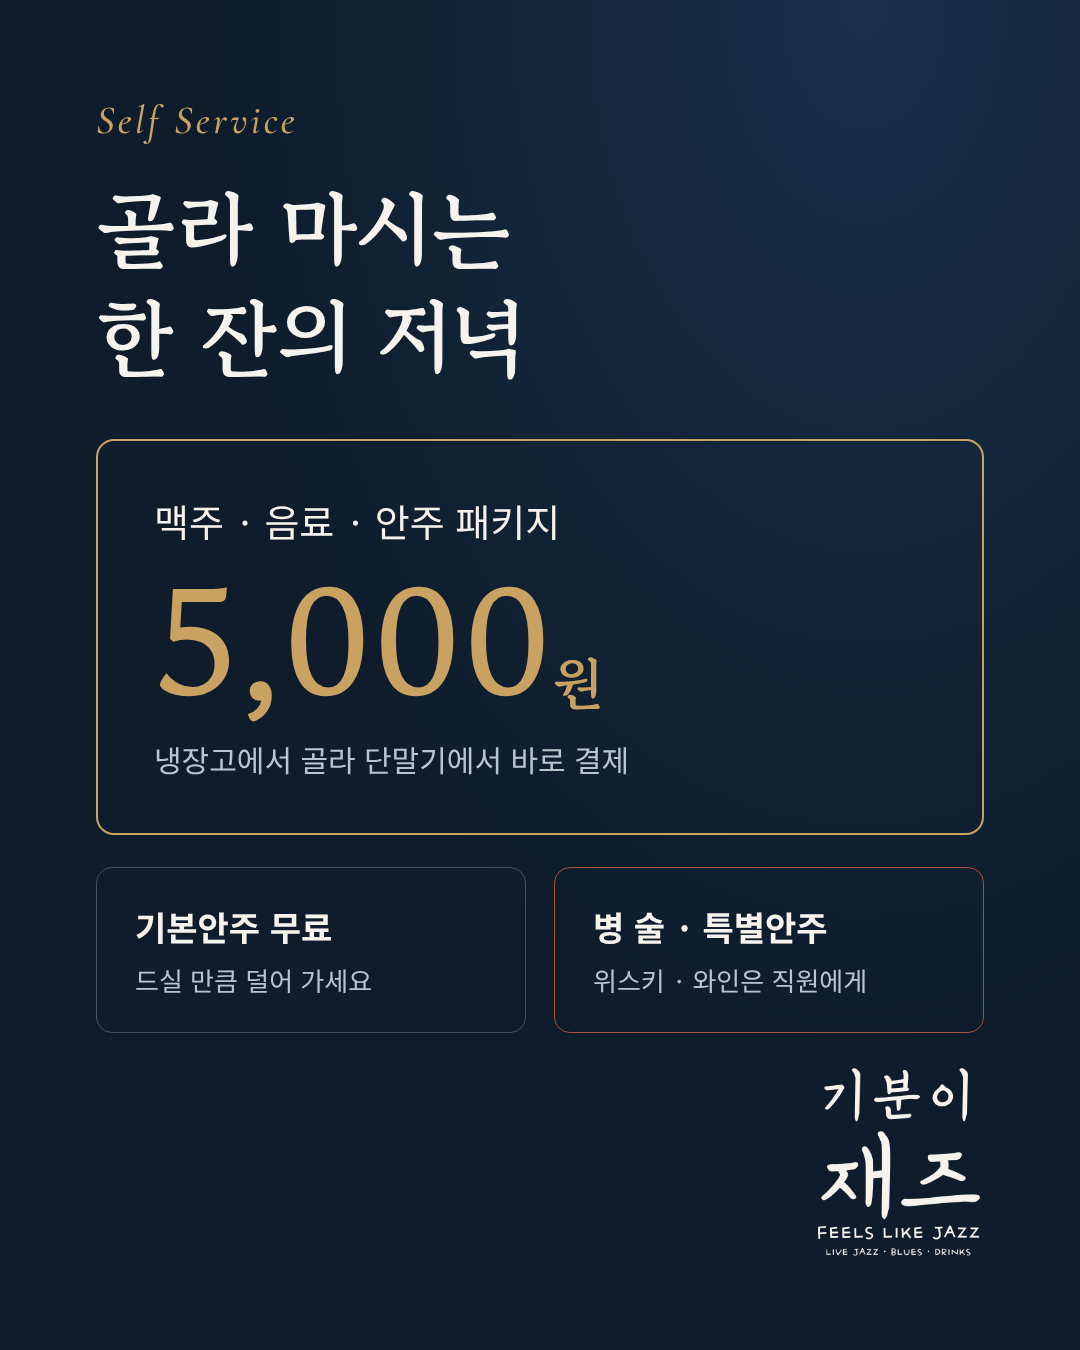 Self Service
골라 마시는
한 잔의 저녁
맥주 · 음료 · 안주 패키지
5,000원
냉장고에서 골라 단말기에서 바로 결제
기본안주 무료
드실 만큼 덜어 가세요
병 술 · 특별안주
위스키 · 와인은 직원에게
기분이
재즈
FEELS LIKE JAZZ
LIVE JAZZ · BLUES · DRINKS